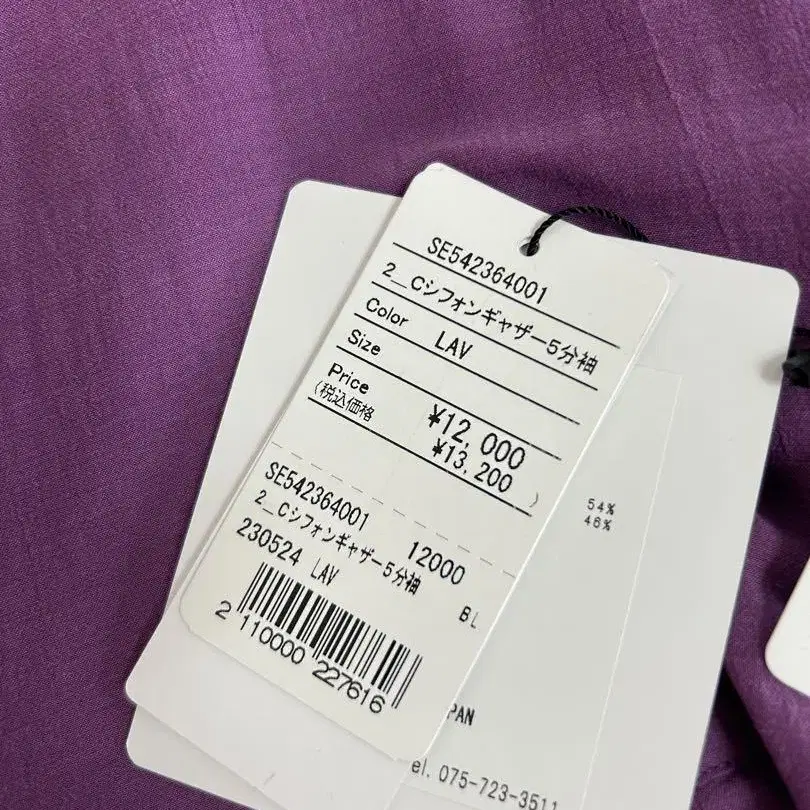 SE542364001
2_Cシフォンギャザー5分袖
Color LAV
Size
Price ¥12,000
(税込価格 ¥13,200 )
SE542364001 12000
2_Cシフォンギャザー5分袖
230524 LAV BL
2 110000 227616
54%
46%
PAN
el. 075-723-3511